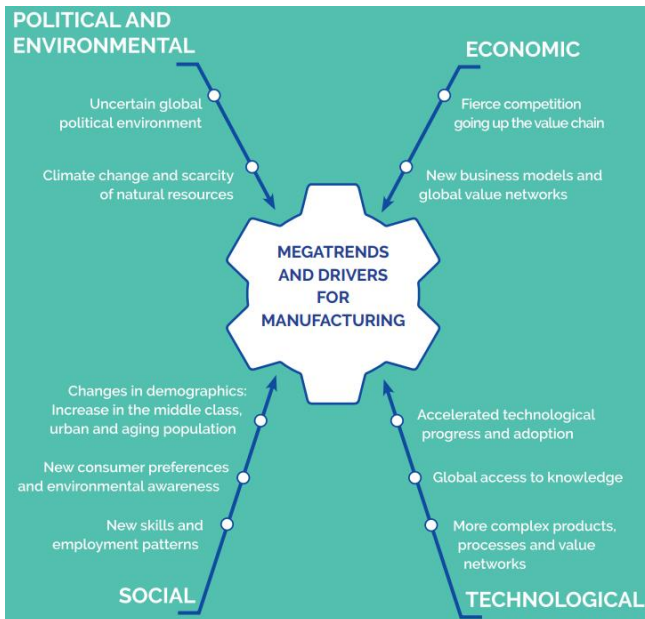 POLITICAL AND
ENVIRONMENTAL
Uncertain global
political environment
Climate change and scarcity
of natural resources
ECONOMIC
Fierce competition
going up the value chain
New business models and
global value networks
MEGATRENDS
AND DRIVERS
FOR
MANUFACTURING
Changes in demographics:
Increase in the middle class,
urban and aging population
New consumer preferences
and environmental awareness
New skills and
employment patterns
SOCIAL
Accelerated technological
progress and adoption
Global access to knowledge
More complex products,
processes and value
networks
TECHNOLOGICAL